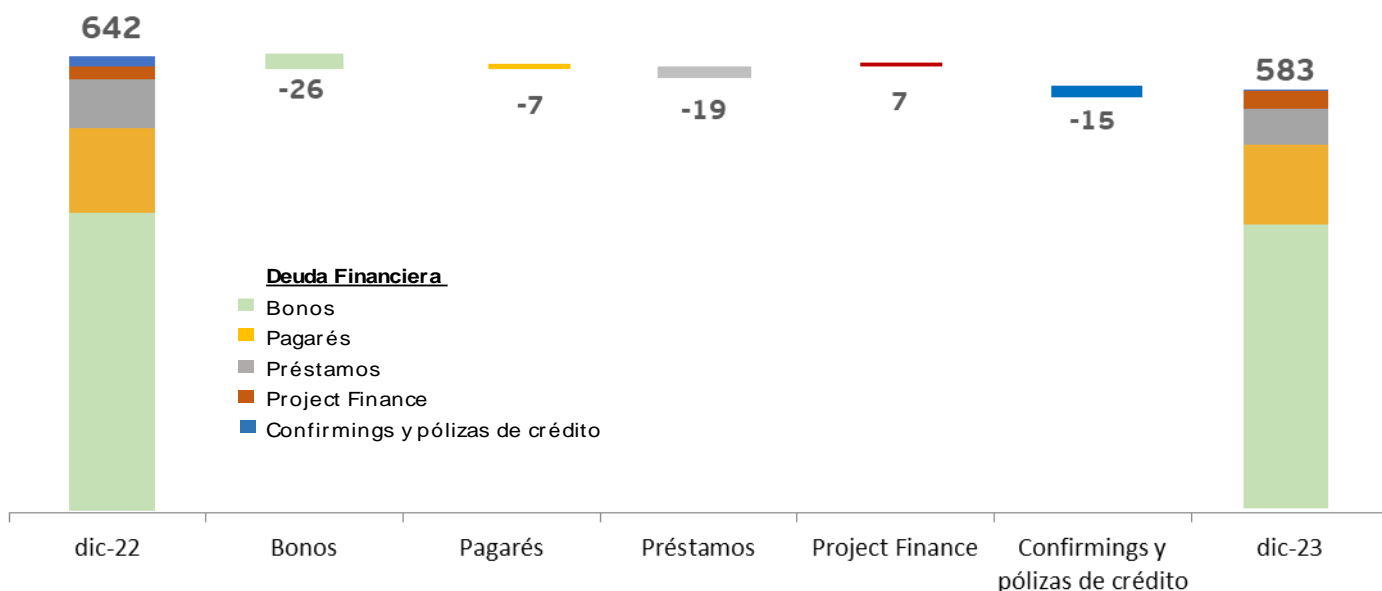 642
-26
-7
-19
7
-15
583
Deuda Financiera
Bonos
Pagarés
Préstamos
Project Finance
Confirmings y pólizas de crédito
dic-22
Bonos
Pagarés
Préstamos
Project Finance
Confirmings y
pólizas de crédito
dic-23